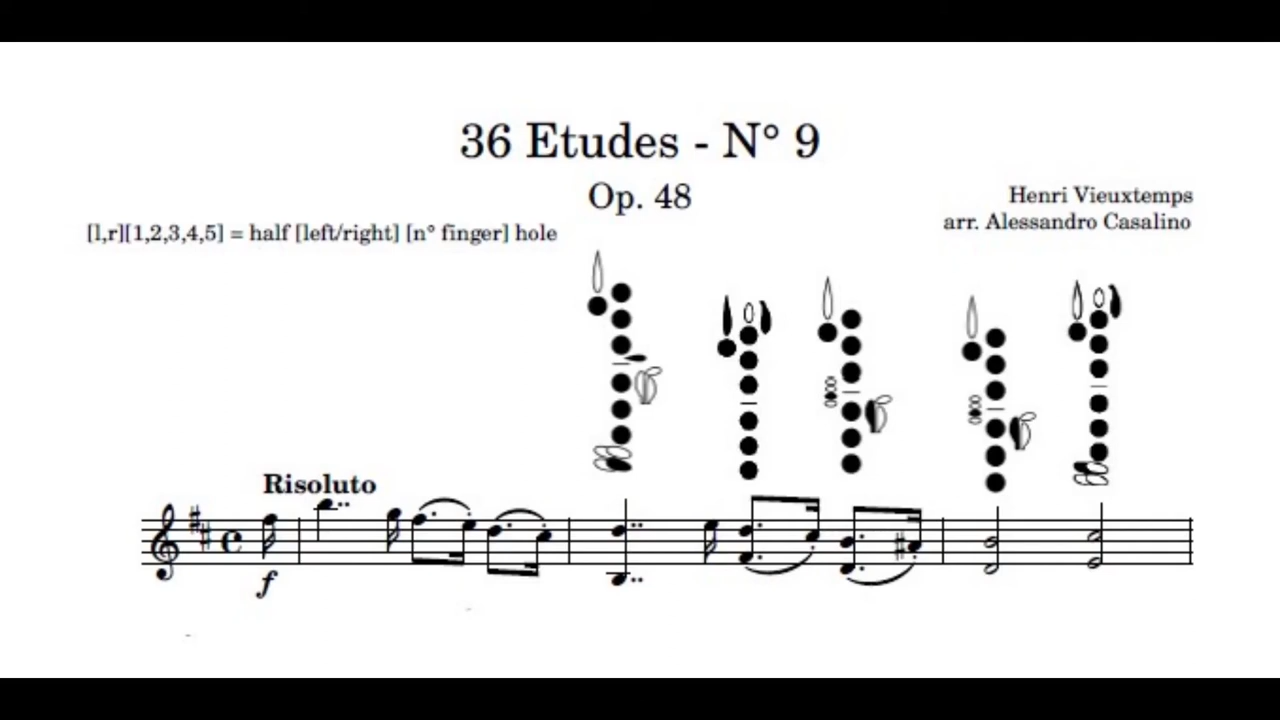 36 Etudes - N° 9
Op. 48
Henri Vieuxtemps
arr. Alessandro Casalino
[l,r][1,2,3,4,5] = half [left/right] [n° finger] hole
Risoluto
f